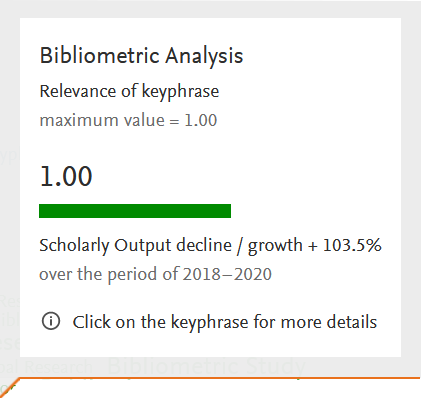 Bibliometric Analysis
Relevance of keyphrase
maximum value = 1.00
1.00
Scholarly Output decline / growth + 103.5%
over the period of 2018–2020
Click on the keyphrase for more details
Bibliometric Study